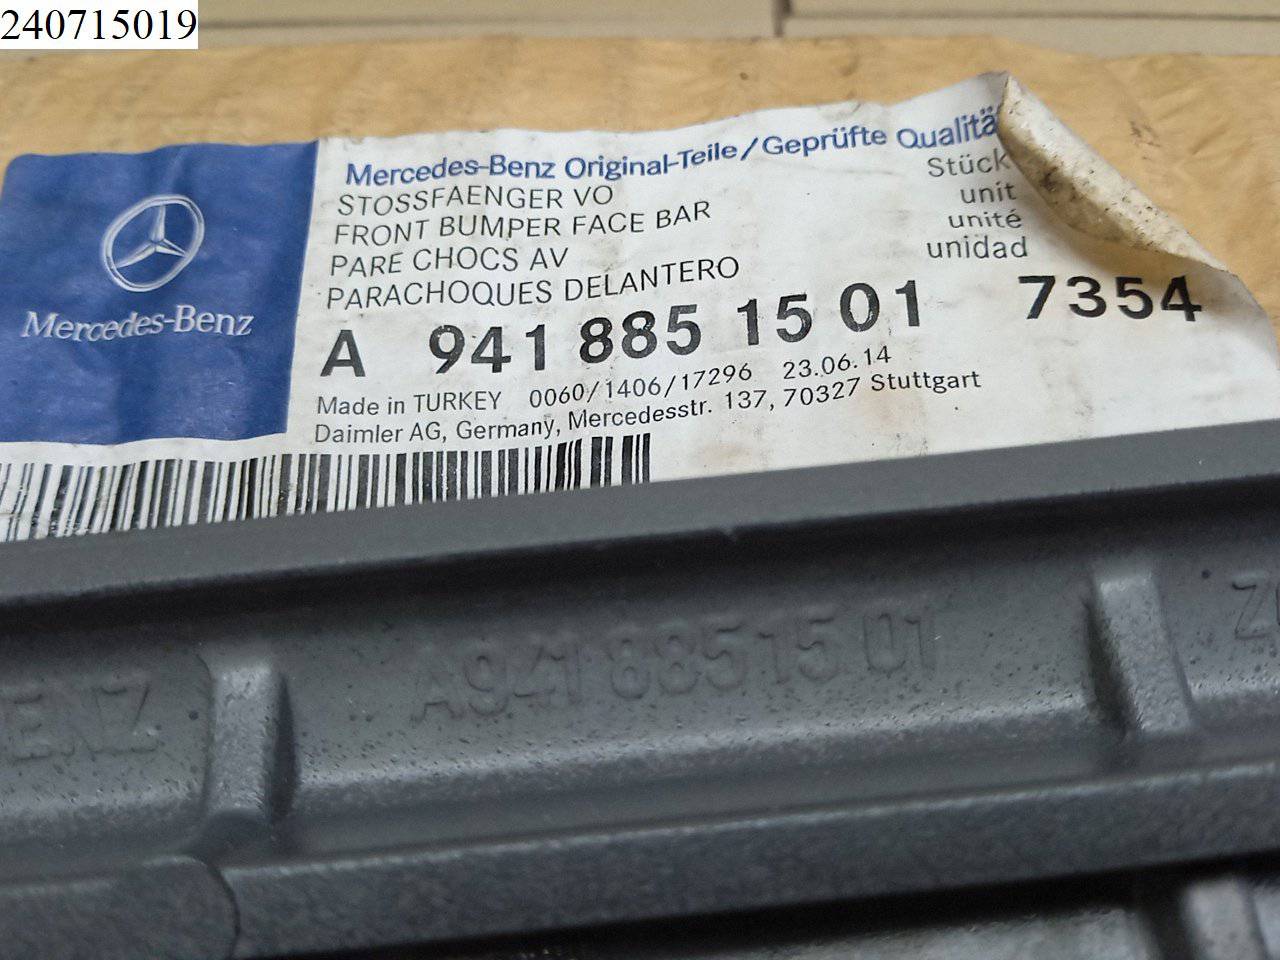 240715019
Mercedes-Benz Original-Teile/Geprüfte
STOSSFAENGER VO
FRONT BUMPER FACE BAR
PARE CHOCS AV
PARACHOQUES DELANTERO
Stück
unit
unité
unidad
Mercedes-Benz
A 941 885 15 01 7354
Made in TURKEY 0060/1406/17296 23.06.14
Daimler AG, Germany, Mercedesstr. 137, 70327 Stuttgart
A941 885 15 01